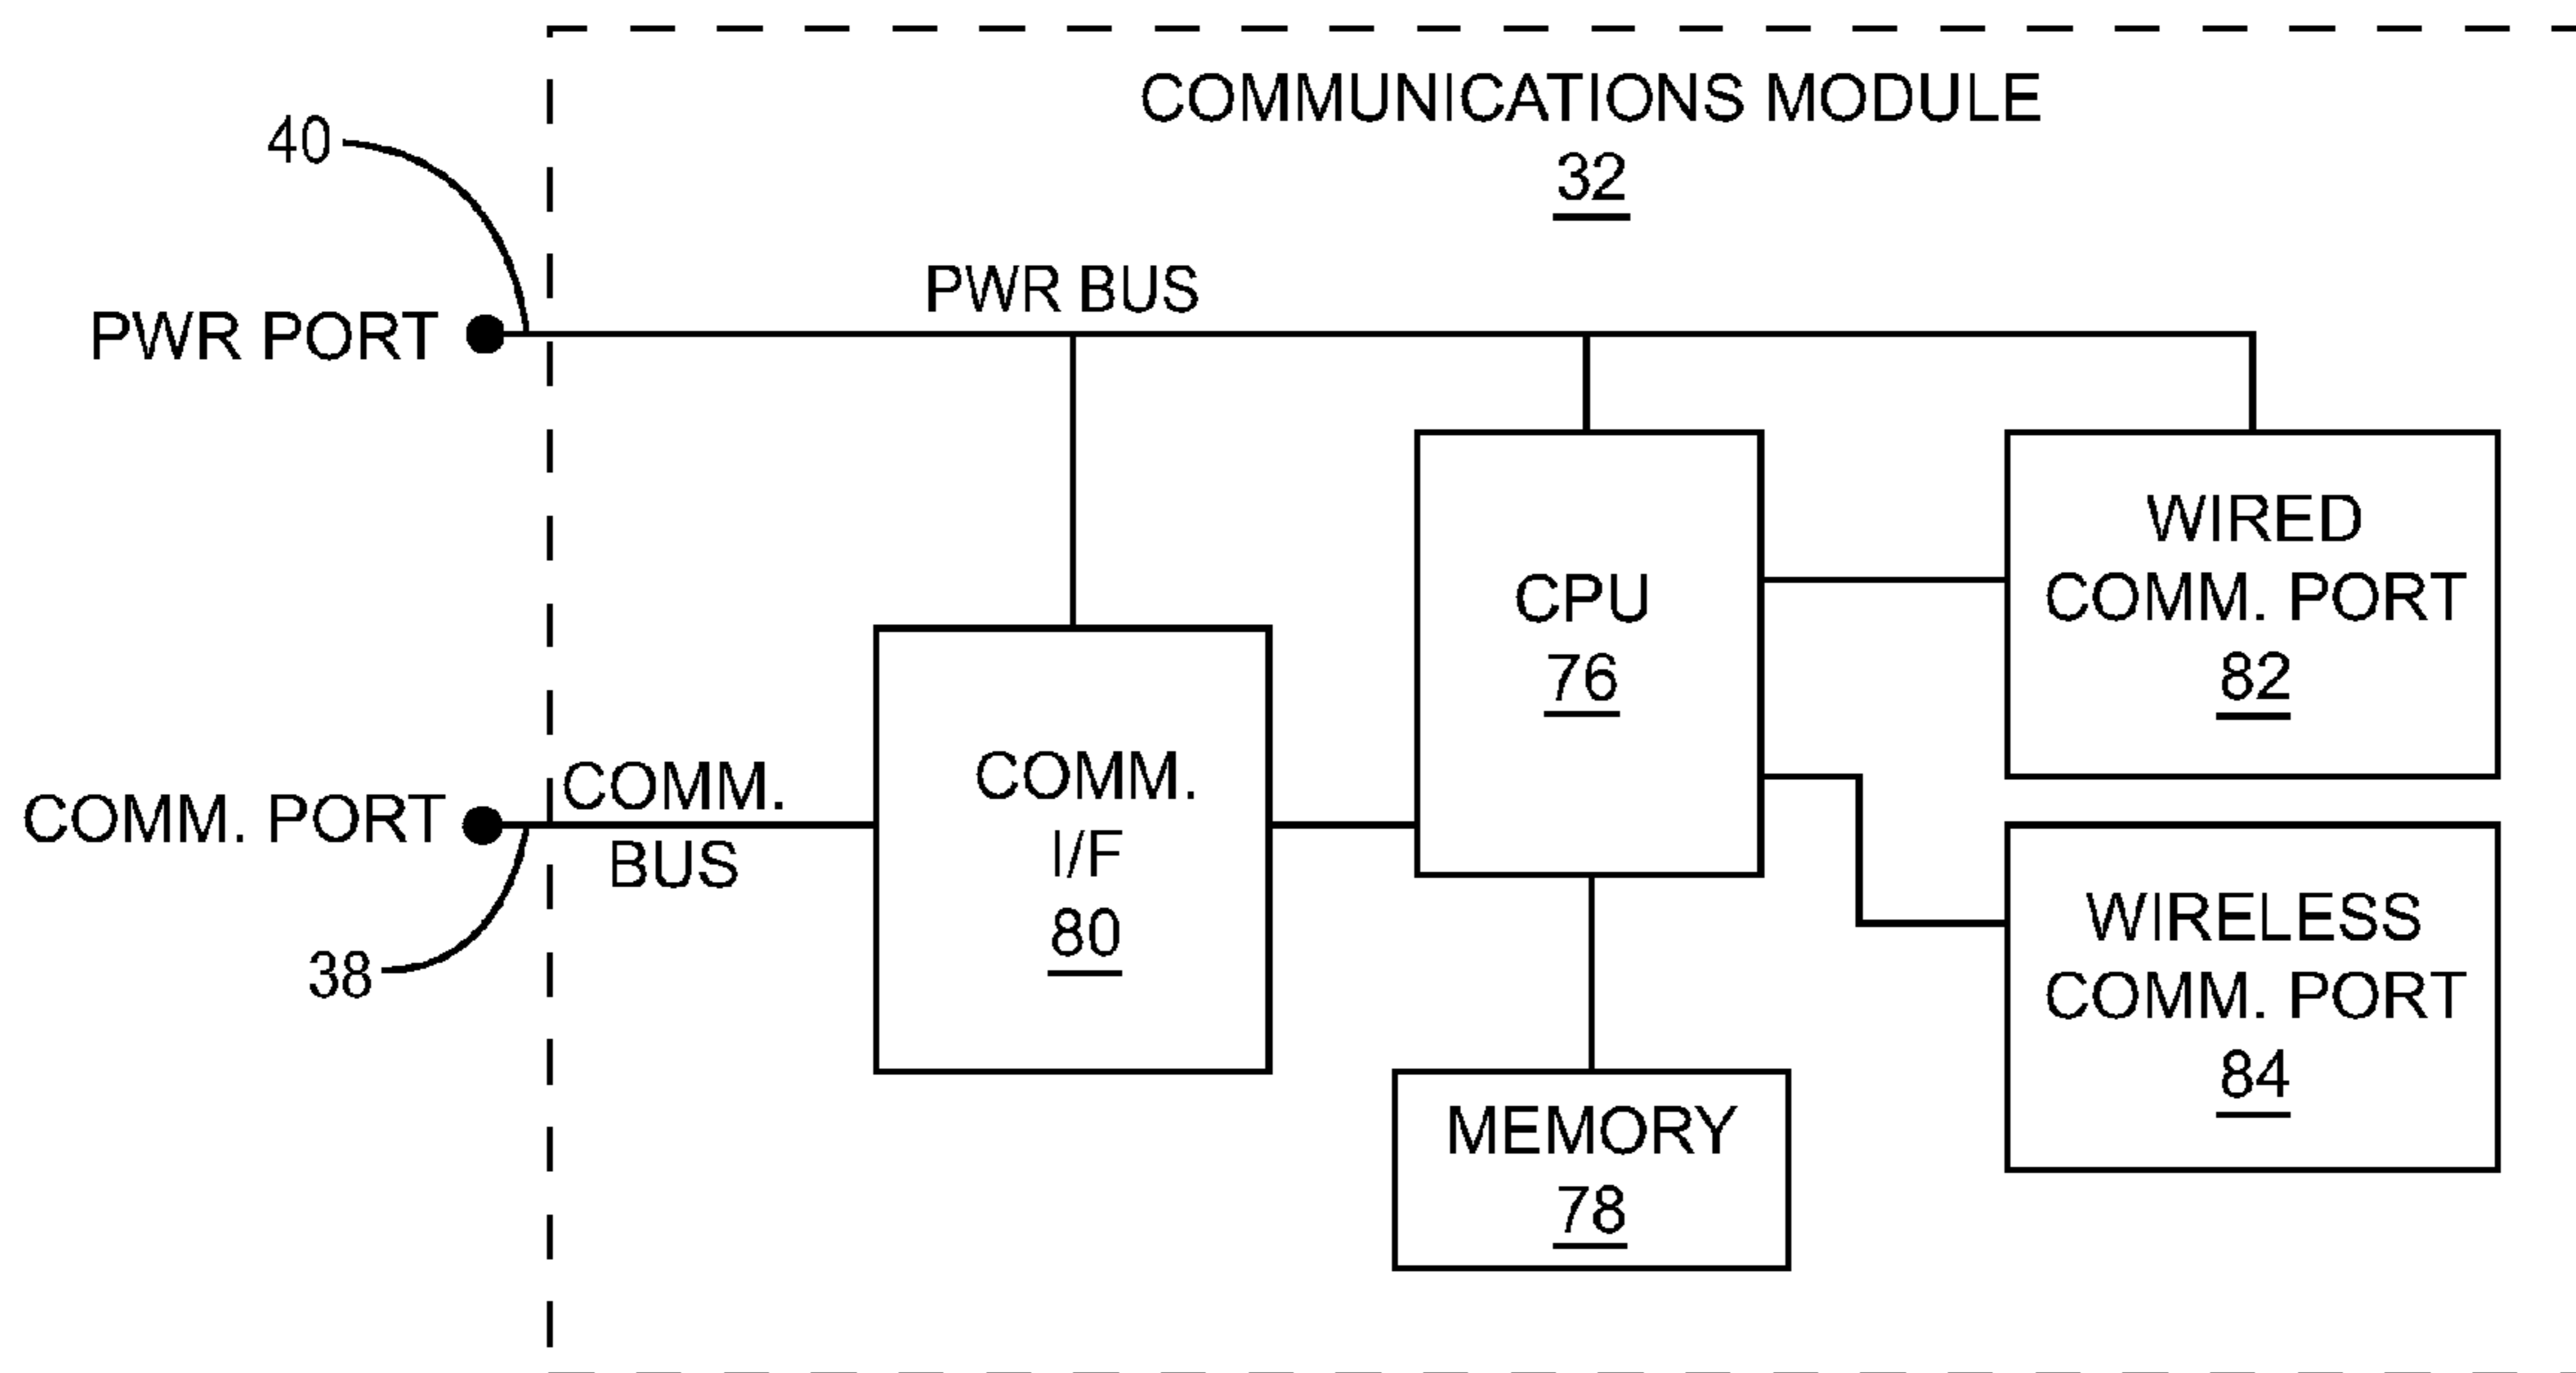 COMMUNICATIONS MODULE
32
40
PWR BUS
PWR PORT
WIRED
COMM. PORT
82
CPU
76
COMM. PORT
COMM.
BUS
38
COMM.
I/F
80
WIRELESS
COMM. PORT
84
MEMORY
78